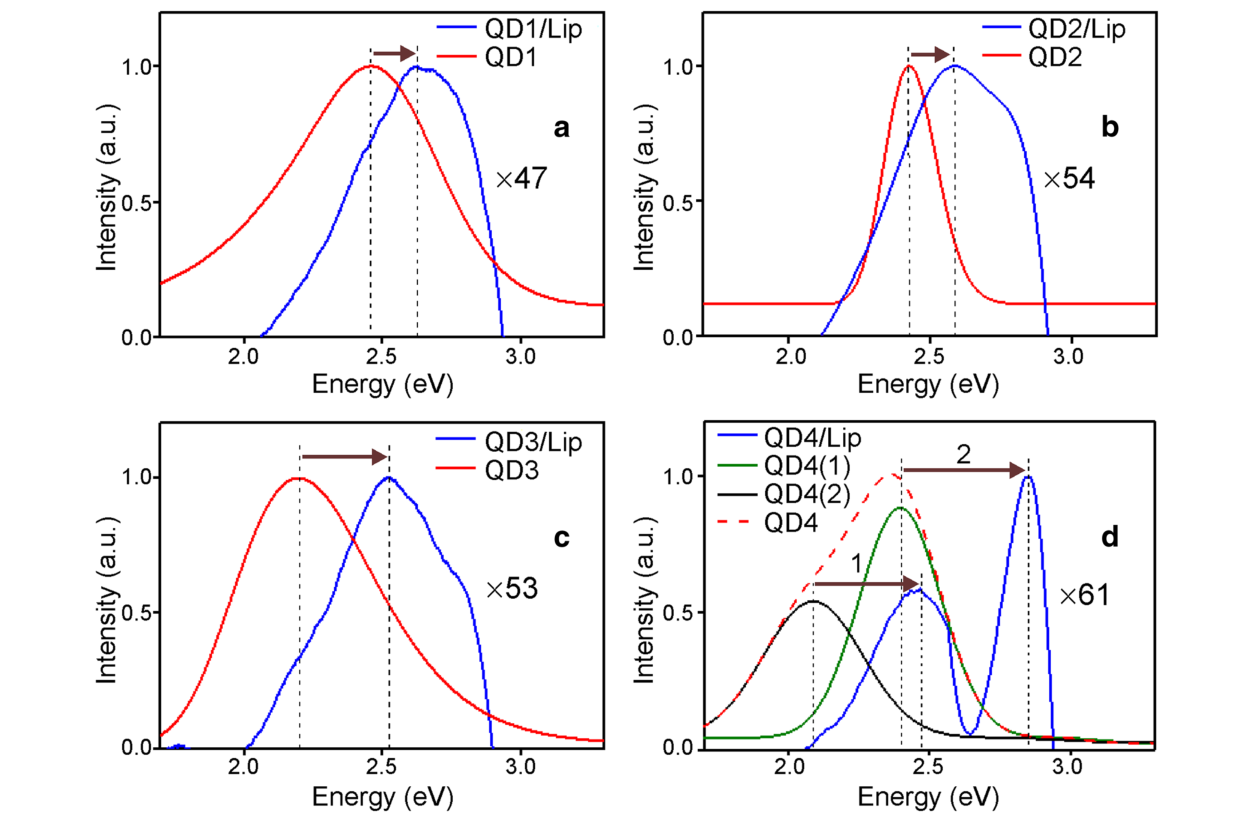 QD1/Lip
QD1
a
×47
1.0
0.5
0.0
Intensity (a.u.)
2.0 2.5 3.0
Energy (eV)
QD2/Lip
QD2
b
×54
1.0
0.5
0.0
Intensity (a.u.)
2.0 2.5 3.0
Energy (eV)
QD3/Lip
QD3
c
×53
1.0
0.5
0.0
Intensity (a.u.)
2.0 2.5 3.0
Energy (eV)
QD4/Lip
QD4(1)
QD4(2)
QD4
2
1
d
×61
1.0
0.5
0.0
Intensity (a.u.)
2.0 2.5 3.0
Energy (eV)